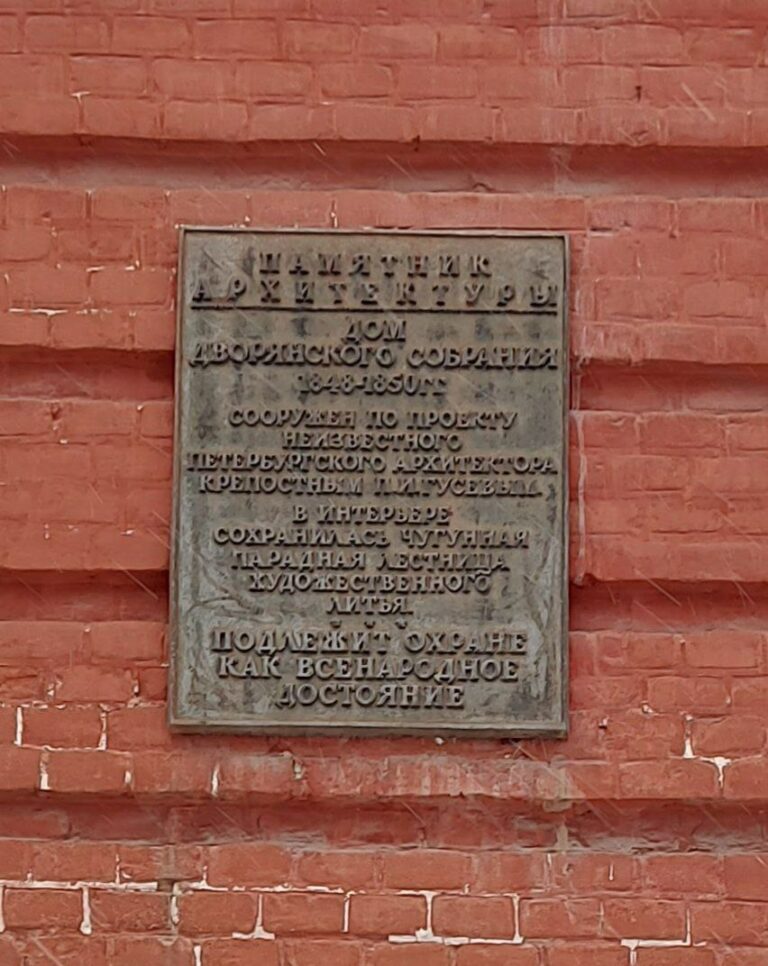 ПАМЯТНИК
АРХИТЕКТУРЫ
ДОМ
ДВОРЯНСКОГО СОБРАНИЯ
1848-1850ГГ
СООРУЖЕН ПО ПРОЕКТУ
НЕИЗВЕСТНОГО
ПЕТЕРБУРГСКОГО АРХИТЕКТОРА
КРЕПОСТНЫМ П.И.ГУСЕВЫМ.
В ИНТЕРЬЕРЕ
СОХРАНИЛАСЬ ЧУГУННАЯ
ПАРАДНАЯ ЛЕСТНИЦА
ХУДОЖЕСТВЕННОГО
ЛИТЬЯ.
* * *
ПОДЛЕЖИТ ОХРАНЕ
КАК ВСЕНАРОДНОЕ
ДОСТОЯНИЕ